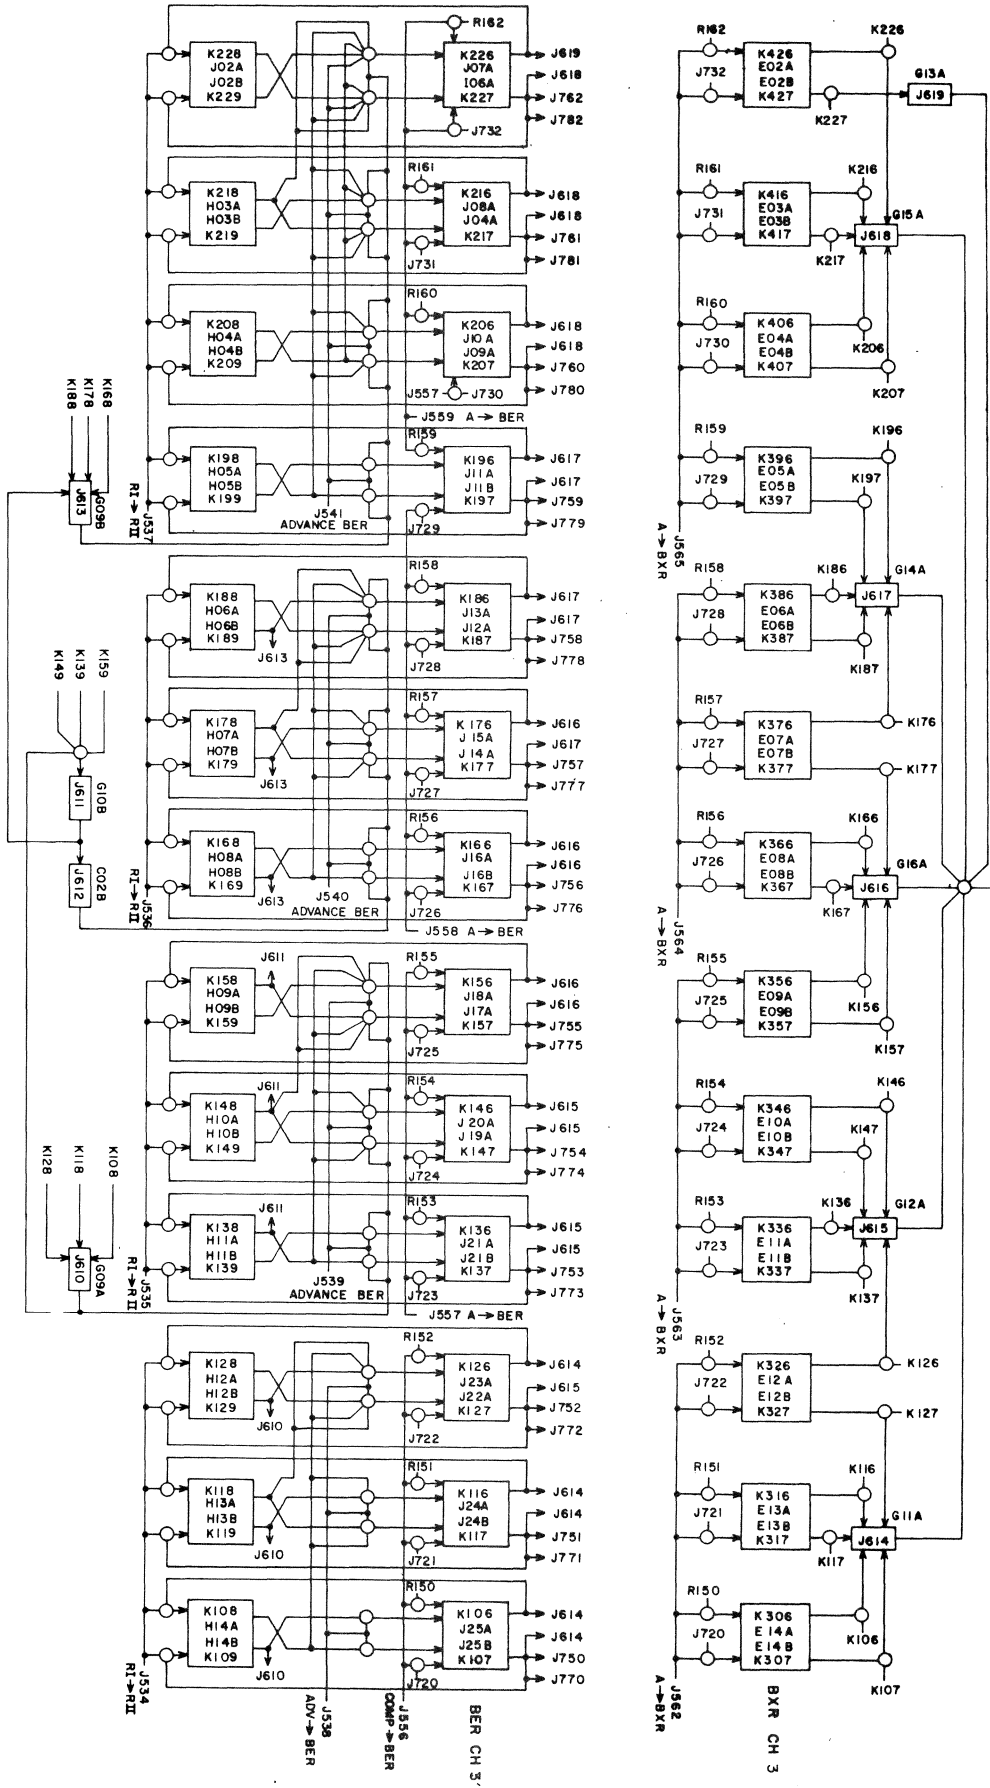 R162
K228
J02A
J02B
K229
K226
J07A
I06A
K227
J732
J619
J618
J762
J782
R161
K218
H03A
H03B
K219
K216
J08A
J04A
K217
J731
J618
J618
J761
J781
R160
K208
H04A
H04B
K209
K206
J10A
J09A
K207
J557
J730
J618
J618
J760
J780
J559 A→BER
R159
K198
H05A
H05B
K199
K196
J11A
J11B
K197
J729
J617
J617
J759
J779
J541
ADVANCE BER
J537
RI→RII
K188
K178
K168
J613
G09B
R158
K188
H06A
H06B
K189
J613
K186
J13A
J12A
K187
J728
J617
J617
J758
J778
R157
K178
H07A
H07B
K179
J613
K176
J15A
J14A
K177
J727
J616
J617
J757
J777
R156
K168
H08A
H08B
K169
J613
K166
J16A
J16B
K167
J726
J616
J616
J756
J776
J540
ADVANCE BER
J558 A→BER
J536
RI→RII
K149
K139
K159
J611
G10B
J612
C02B
R155
J611
K158
H09A
H09B
K159
K156
J18A
J17A
K157
J725
J616
J616
J755
J775
R154
J611
K148
H10A
H10B
K149
K146
J20A
J19A
K147
J724
J615
J615
J754
J774
R153
J611
K138
H11A
H11B
K139
K136
J21A
J21B
K137
J723
J615
J615
J753
J773
J539
ADVANCE BER
J557 A→BER
J535
RI→RII
K128
K118
K108
J610
G09A
R152
K128
H12A
H12B
K129
J610
K126
J23A
J22A
K127
J722
J614
J615
J752
J772
R151
K118
H13A
H13B
K119
J610
K116
J24A
J24B
K117
J721
J614
J614
J751
J771
R150
K108
H14A
H14B
K109
J610
K106
J25A
J25B
K107
J720
J614
J614
J750
J770
J534
RI→RII
J538
ADV→BER
J556
COMP→BER
BER CH 3
R162
J732
K426
E02A
E02B
K427
K226
K227
G13A
J619
R161
J731
K416
E03A
E03B
K417
K216
K217
G15A
J618
R160
J730
K406
E04A
E04B
K407
K206
K207
R159
J729
K396
E05A
E05B
K397
K196
K197
J565
A→BXR
R158
J728
K386
E06A
E06B
K387
K186
K187
G14A
J617
R157
J727
K376
E07A
E07B
K377
K176
K177
R156
J726
K366
E08A
E08B
K367
K166
K167
G16A
J616
J564
A→BXR
R155
J725
K356
E09A
E09B
K357
K156
K157
R154
J724
K346
E10A
E10B
K347
K146
K147
R153
J723
K336
E11A
E11B
K337
K136
K137
G12A
J615
J563
A→BXR
R152
J722
K326
E12A
E12B
K327
K126
K127
R151
J721
K316
E13A
E13B
K317
K116
K117
G11A
J614
R150
J720
K306
E14A
E14B
K307
K106
K107
J562
A→BXR
BXR CH 3